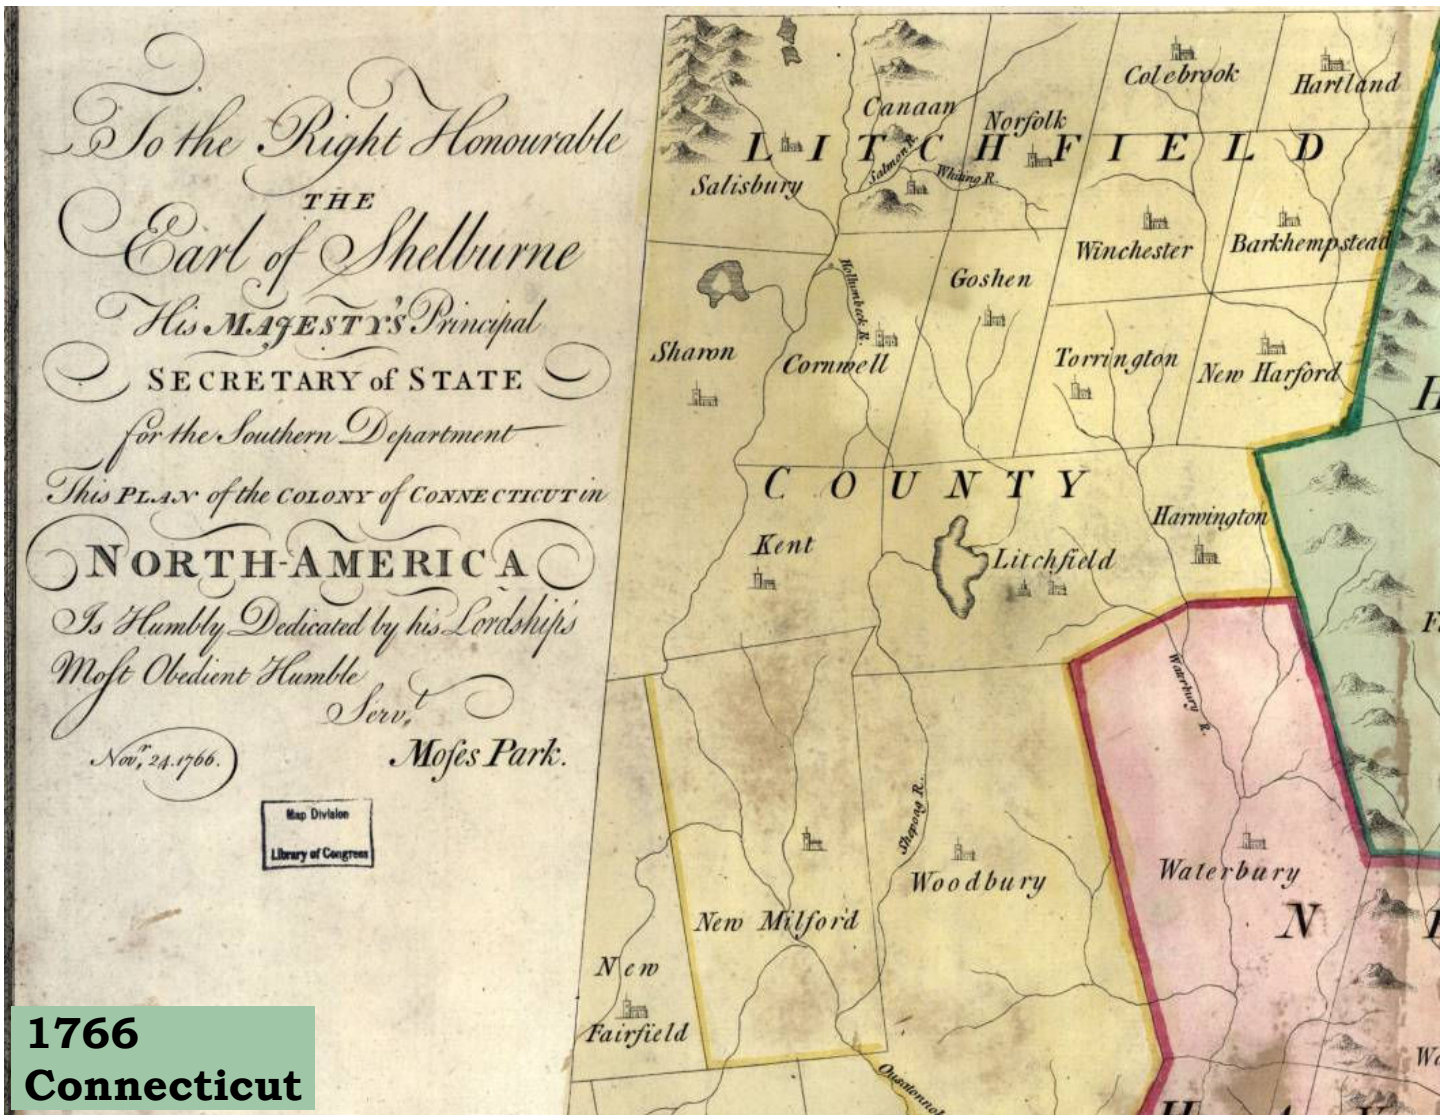 To the Right Honourable
THE
Earl of Shelburne
His MAJESTY'S Principal
SECRETARY of STATE
for the Southern Department
This PLAN of the COLONY of CONNECTICUT in
NORTH-AMERICA
Is Humbly Dedicated by his Lordship's
Moſt Obedient Humble
Servt.
Novr. 24. 1766.
Moſes Park.
Map Division
Library of Congress
1766
Connecticut
LITCHFIELD
COUNTY
Colebrook
Hartland
Canaan
Norfolk
Salmon R.
Whiting R.
Salisbury
Winchester
Barkhempstead
Hollenbeck R.
Goshen
Sharon
Cornwell
Torrington
New Harford
H
Harwington
Kent
Litchfield
Waterbury R.
Shepoag R.
Woodbury
Waterbury
New Milford
N
New
Fairfield